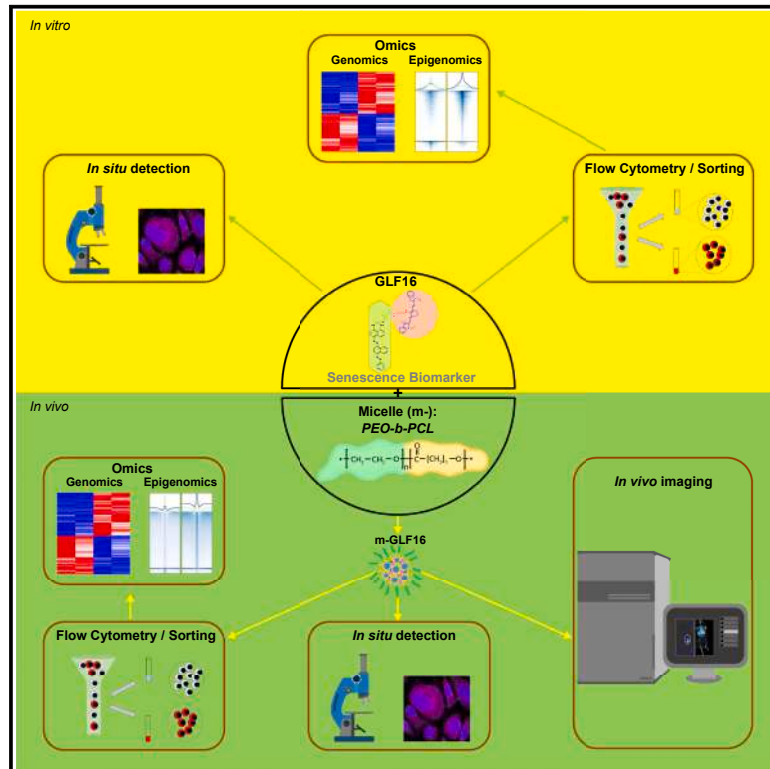 In vitro
Omics
Genomics Epigenomics
In situ detection
Flow Cytometry / Sorting
GLF16
Senescence Biomarker
+
In vivo
Micelle (m-):
PEO-b-PCL
m-GLF16
Omics
Genomics Epigenomics
In vivo imaging
Flow Cytometry / Sorting
In situ detection